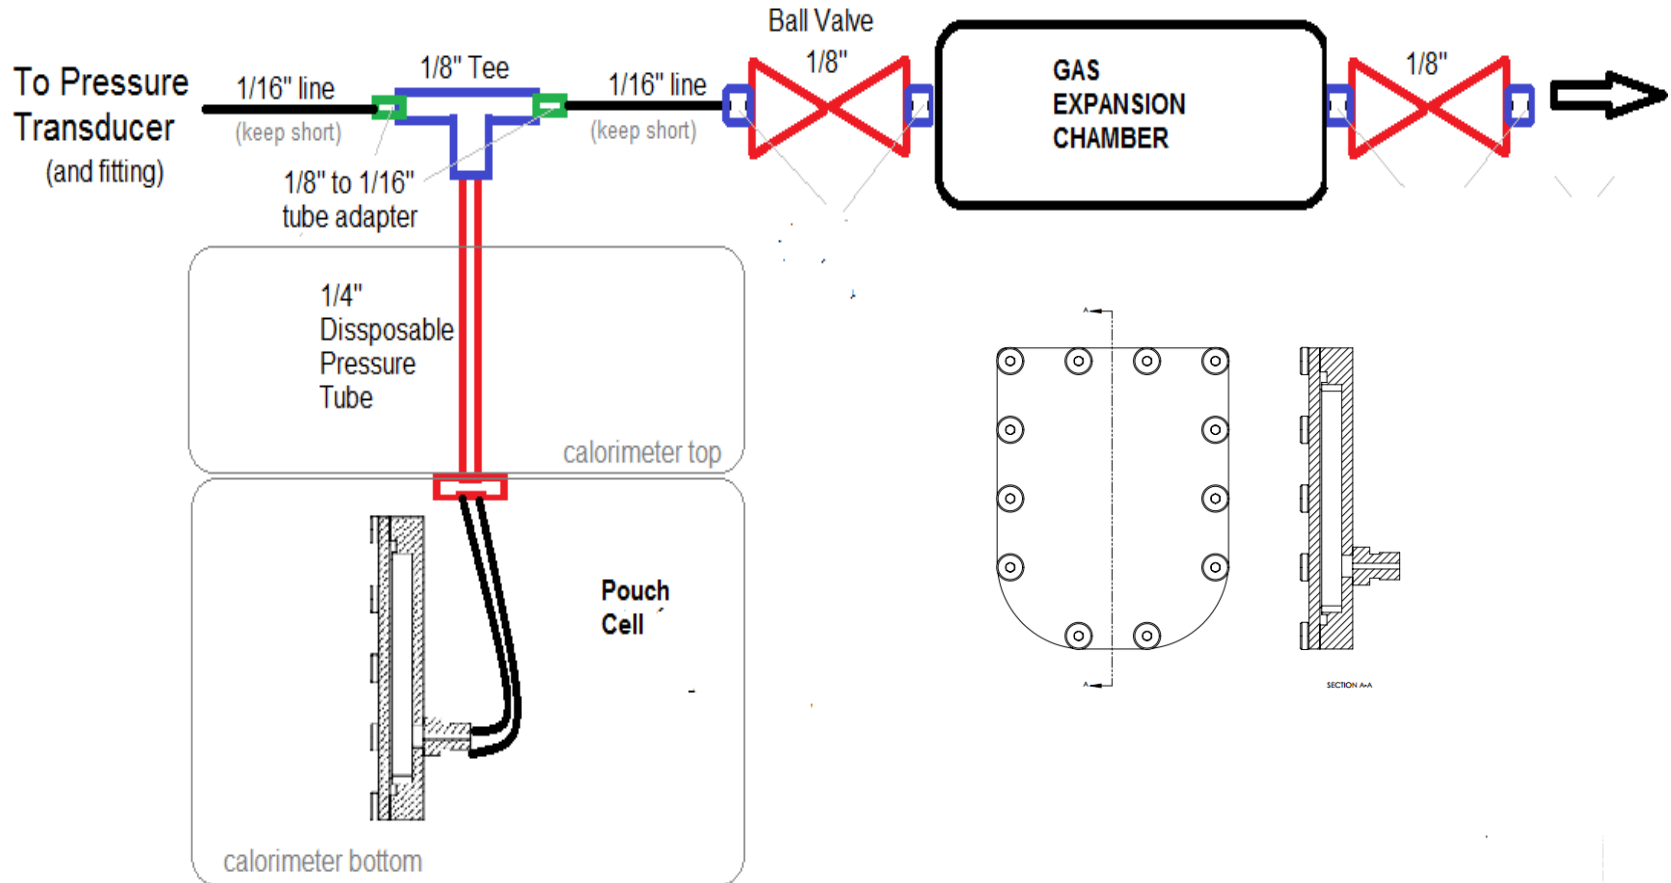 To Pressure
Transducer
(and fitting)
1/16" line
(keep short)
1/8" Tee
1/8" to 1/16"
tube adapter
1/16" line
(keep short)
Ball Valve
1/8"
GAS
EXPANSION
CHAMBER
1/8"
1/4"
Dissposable
Pressure
Tube
calorimeter top
Pouch
Cell
calorimeter bottom
A
A
SECTION A-A